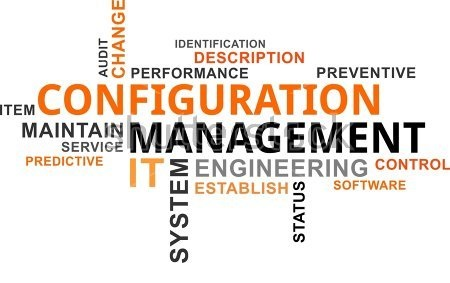 AUDIT
CHANGE
IDENTIFICATION
DESCRIPTION
PERFORMANCE
PREVENTIVE
ITEM
CONFIGURATION
MAINTAIN
MANAGEMENT
shutterstock
SERVICE
PREDICTIVE
IT
SYSTEM
ENGINEERING
CONTROL
ESTABLISH
STATUS
SOFTWARE